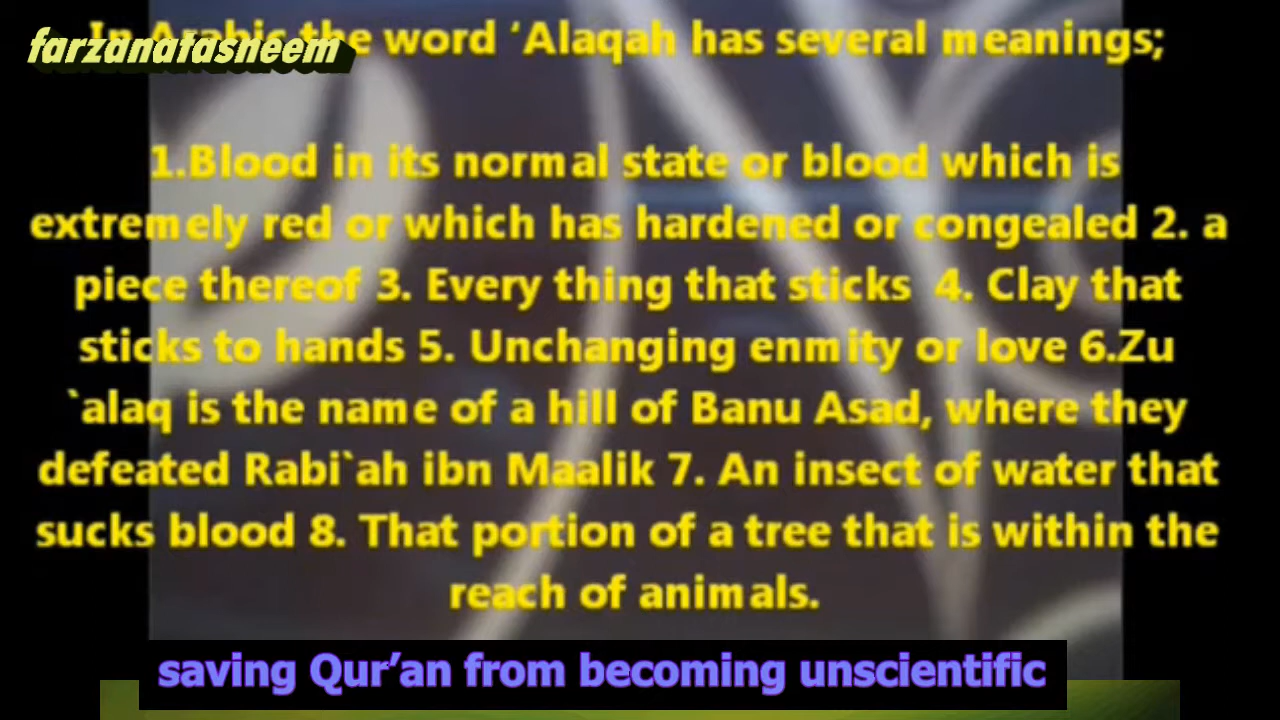 In Arabic the word ‘Alaqah has several meanings;
farzanatasneem
1.Blood in its normal state or blood which is
extremely red or which has hardened or congealed 2. a
piece thereof 3. Every thing that sticks 4. Clay that
sticks to hands 5. Unchanging enmity or love 6.Zu
`alaq is the name of a hill of Banu Asad, where they
defeated Rabi`ah ibn Maalik 7. An insect of water that
sucks blood 8. That portion of a tree that is within the
reach of animals.
saving Qur’an from becoming unscientific